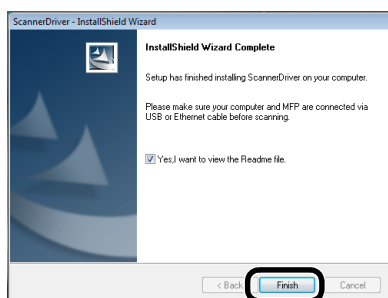 ScannerDriver - InstallShield Wizard
InstallShield Wizard Complete
Setup has finished installing ScannerDriver on your computer.
Please make sure your computer and MFP are connected via
USB or Ethernet cable before scanning.
Yes,I want to view the Readme file.
< Back Finish Cancel